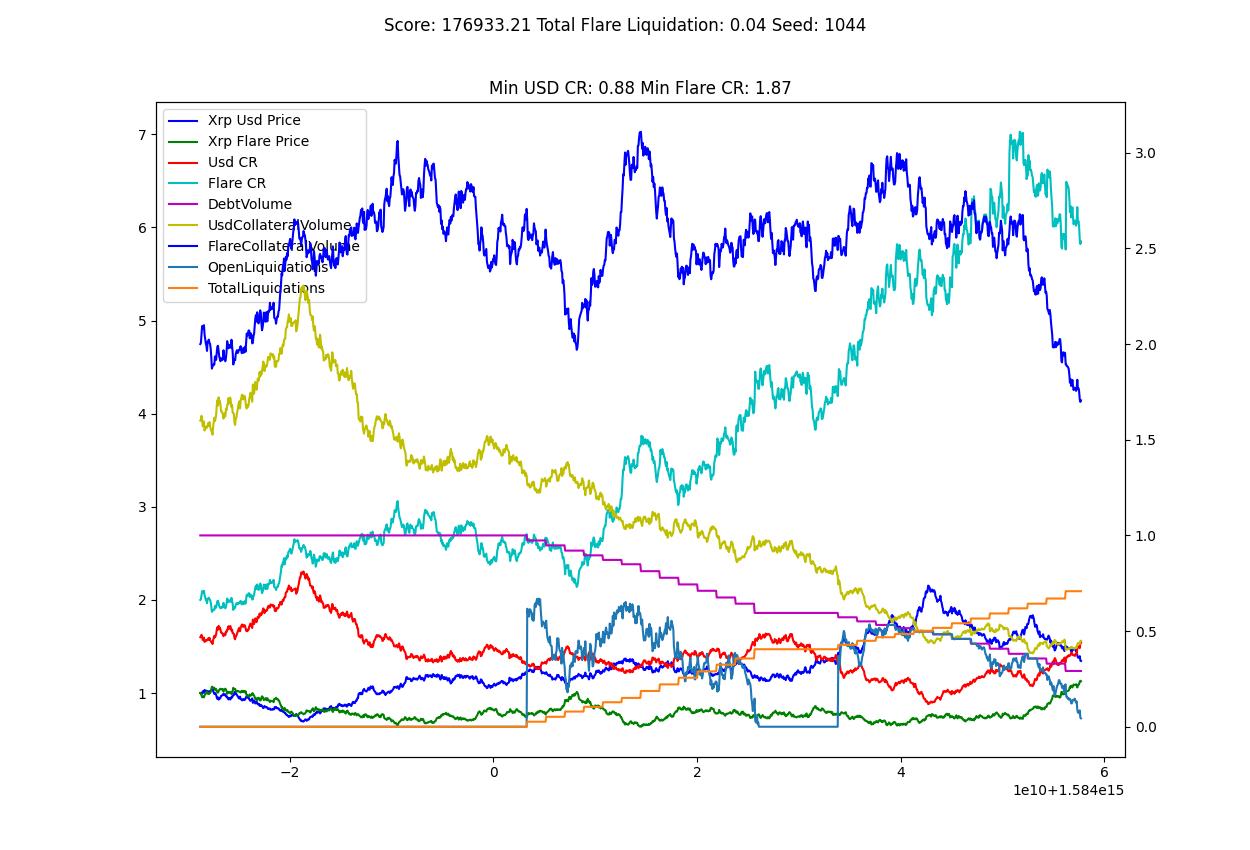 Score: 176933.21 Total Flare Liquidation: 0.04 Seed: 1044
Min USD CR: 0.88 Min Flare CR: 1.87
Xrp Usd Price
Xrp Flare Price
Usd CR
Flare CR
DebtVolume
UsdCollateralVolume
FlareCollateralVolume
OpenLiquidations
TotalLiquidations
7
6
5
4
3
2
1
3.0
2.5
2.0
1.5
1.0
0.5
0.0
−2
0
2
4
6
1e10+1.584e15